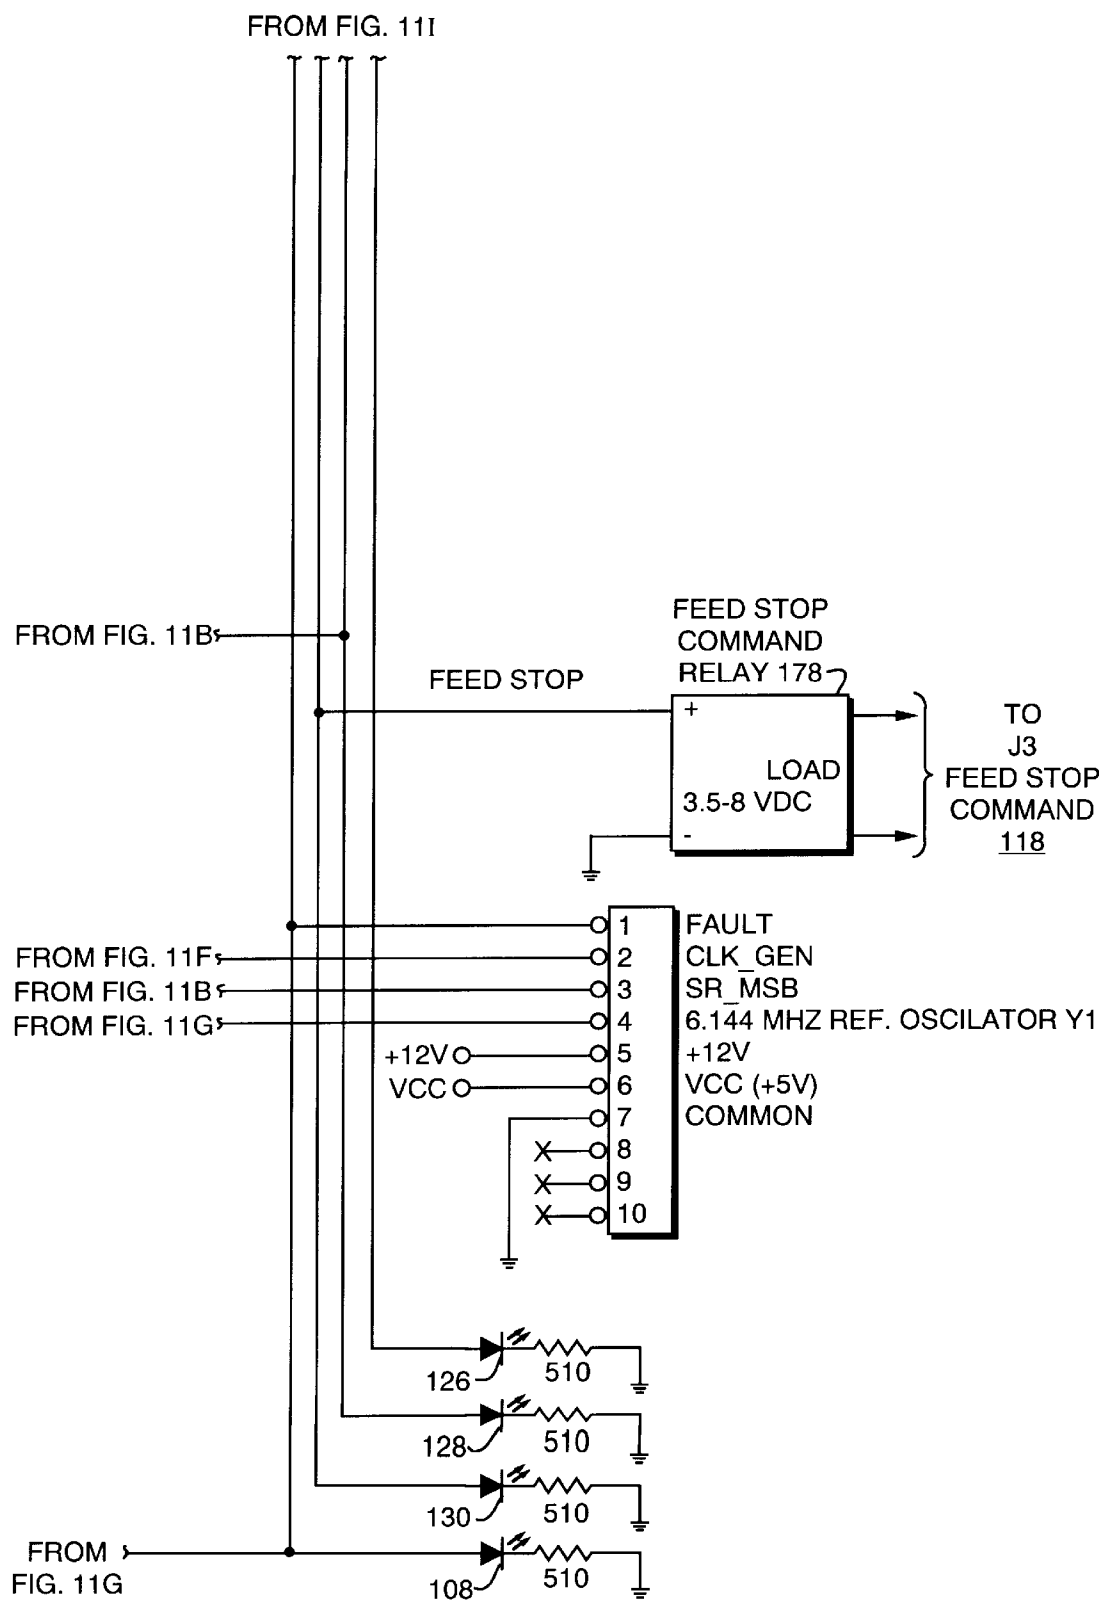 FROM FIG. 11I
FROM FIG. 11B
FEED STOP
FEED STOP
COMMAND
RELAY 178
+
LOAD
3.5-8 VDC
-
TO
J3
FEED STOP
COMMAND
118
1 FAULT
FROM FIG. 11F 2 CLK_GEN
FROM FIG. 11B 3 SR_MSB
FROM FIG. 11G 4 6.144 MHZ REF. OSCILATOR Y1
+12V 5 +12V
VCC 6 VCC (+5V)
7 COMMON
X 8
X 9
X 10
126 510
128 510
130 510
FROM
FIG. 11G
108 510